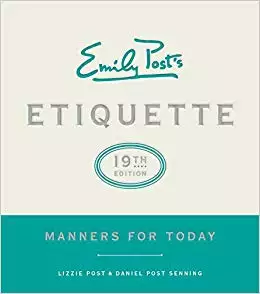 Emily Post's
ETIQUETTE
19TH
EDITION
MANNERS FOR TODAY
LIZZIE POST & DANIEL POST SENNING